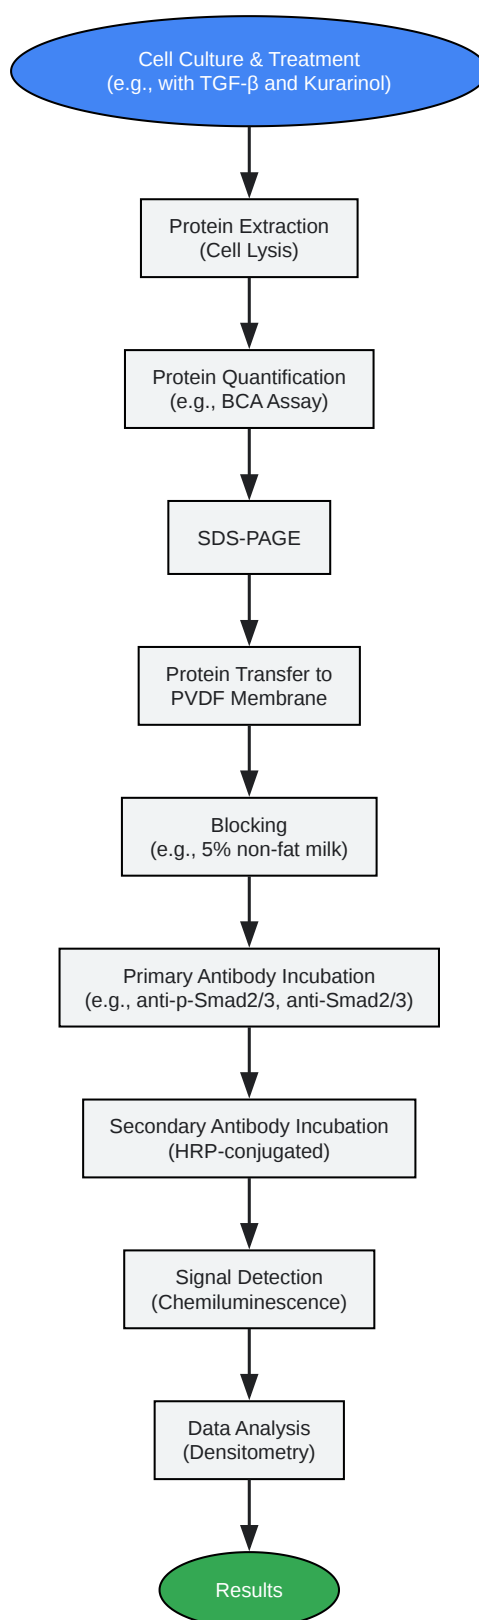 Cell Culture & Treatment
(e.g., with TGF-β and Kurarinol)
Protein Extraction
(Cell Lysis)
Protein Quantification
(e.g., BCA Assay)
SDS-PAGE
Protein Transfer to
PVDF Membrane
Blocking
(e.g., 5% non-fat milk)
Primary Antibody Incubation
(e.g., anti-p-Smad2/3, anti-Smad2/3)
Secondary Antibody Incubation
(HRP-conjugated)
Signal Detection
(Chemiluminescence)
Data Analysis
(Densitometry)
Results